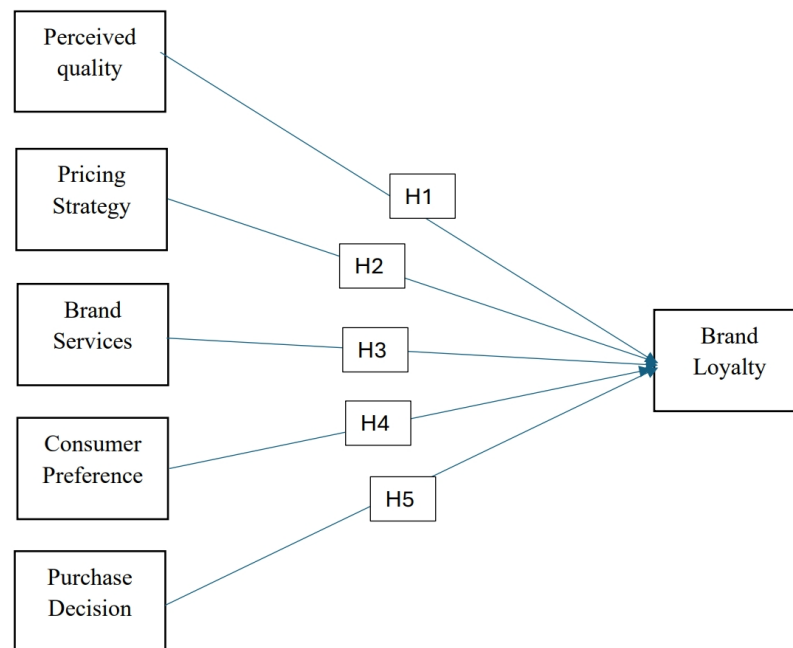 Perceived
quality
H1
Pricing
Strategy
H2
Brand
Services
H3
Brand
Loyalty
Consumer
Preference
H4
H5
Purchase
Decision